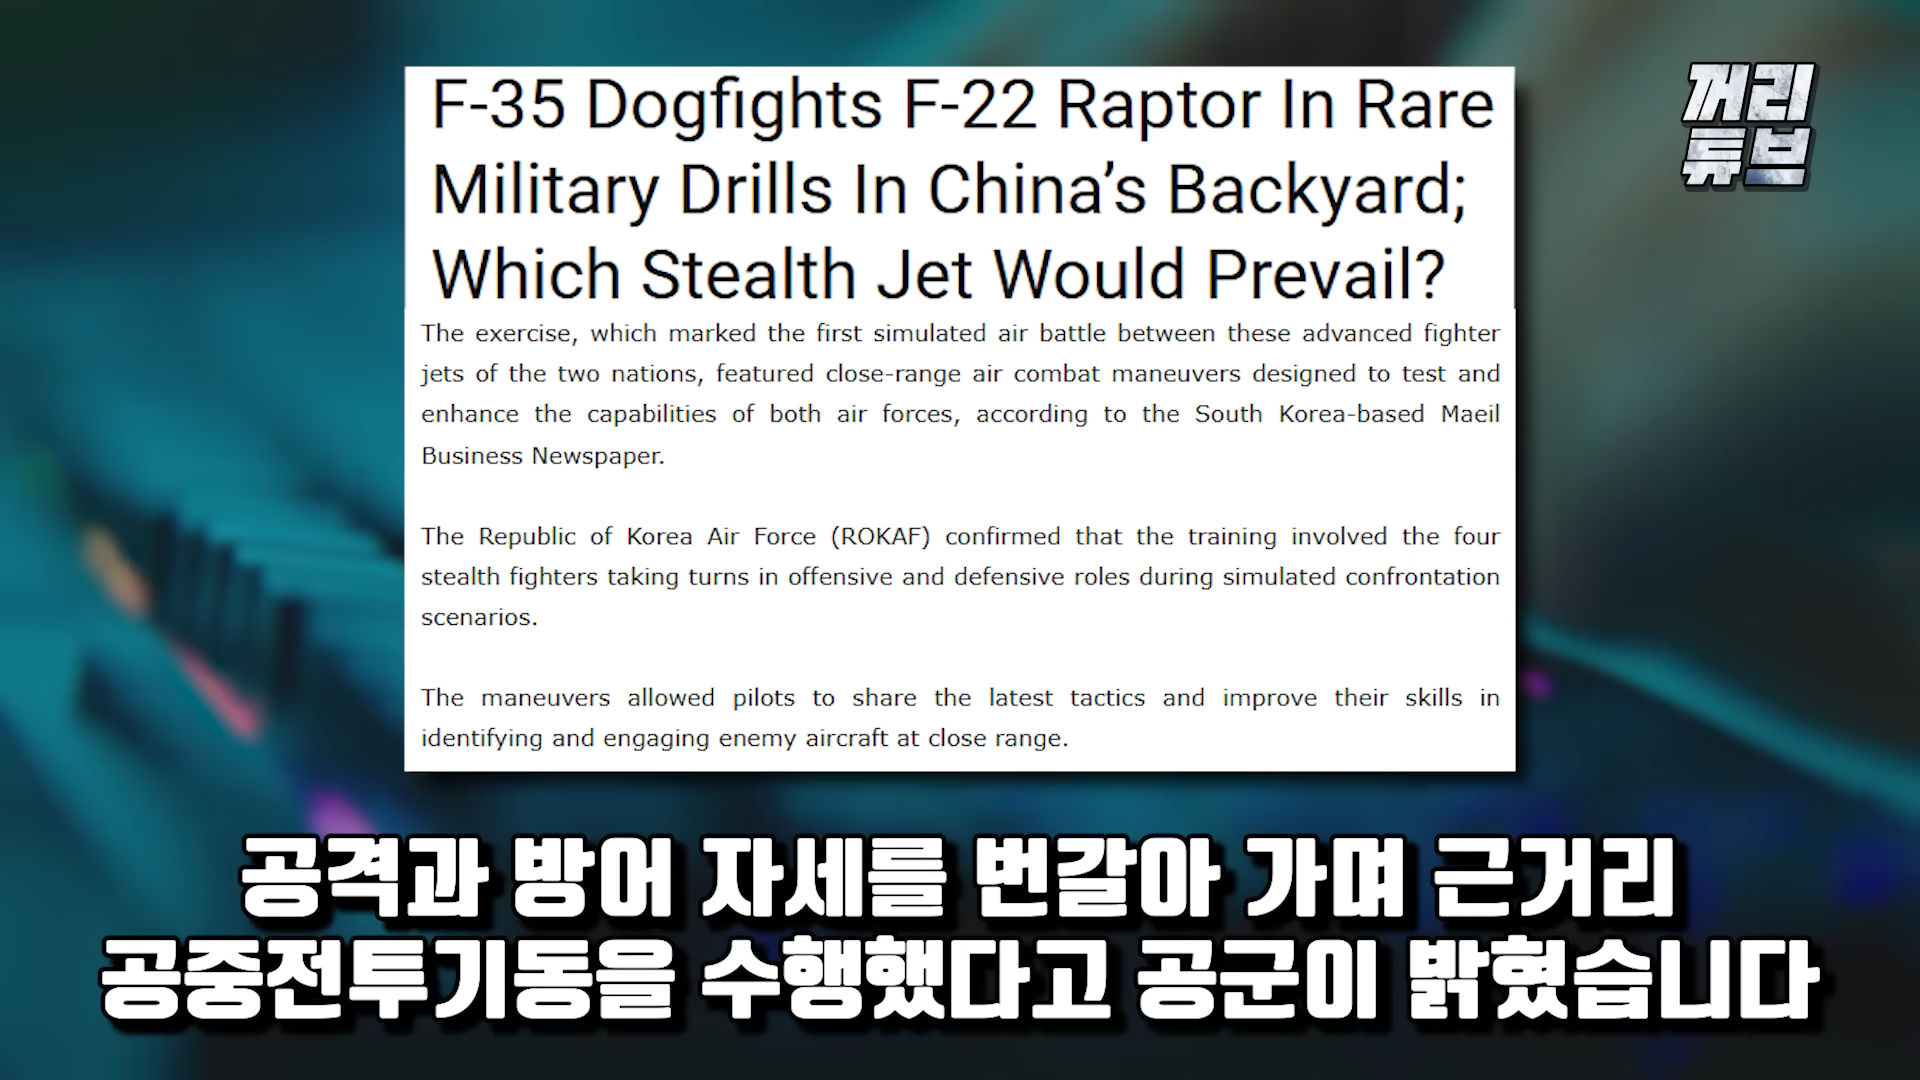 F-35 Dogfights F-22 Raptor In Rare
Military Drills In China’s Backyard;
Which Stealth Jet Would Prevail?
The exercise, which marked the first simulated air battle between these advanced fighter
jets of the two nations, featured close-range air combat maneuvers designed to test and
enhance the capabilities of both air forces, according to the South Korea-based Maeil
Business Newspaper.
The Republic of Korea Air Force (ROKAF) confirmed that the training involved the four
stealth fighters taking turns in offensive and defensive roles during simulated confrontation
scenarios.
The maneuvers allowed pilots to share the latest tactics and improve their skills in
identifying and engaging enemy aircraft at close range.
꺼리
튜브
공격과 방어 자세를 번갈아 가며 근거리
공중전투기동을 수행했다고 공군이 밝혔습니다